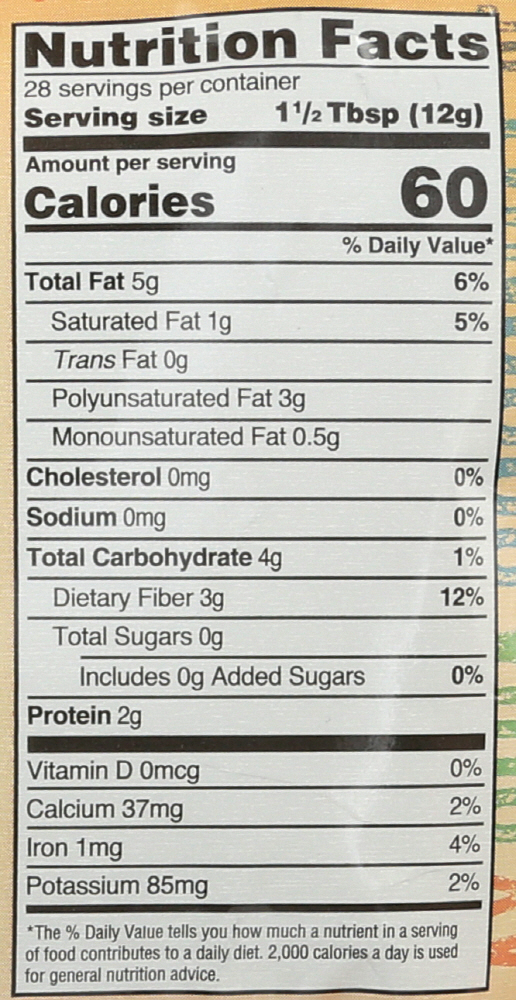 Nutrition Facts
28 servings per container
Serving size 1 1/2 Tbsp (12g)
Amount per serving
Calories 60
% Daily Value*
Total Fat 5g 6%
Saturated Fat 1g 5%
Trans Fat 0g
Polyunsaturated Fat 3g
Monounsaturated Fat 0.5g
Cholesterol 0mg 0%
Sodium 0mg 0%
Total Carbohydrate 4g 1%
Dietary Fiber 3g 12%
Total Sugars 0g
Includes 0g Added Sugars 0%
Protein 2g
Vitamin D 0mcg 0%
Calcium 37mg 2%
Iron 1mg 4%
Potassium 85mg 2%
*The % Daily Value tells you how much a nutrient in a serving
of food contributes to a daily diet. 2,000 calories a day is used
for general nutrition advice.